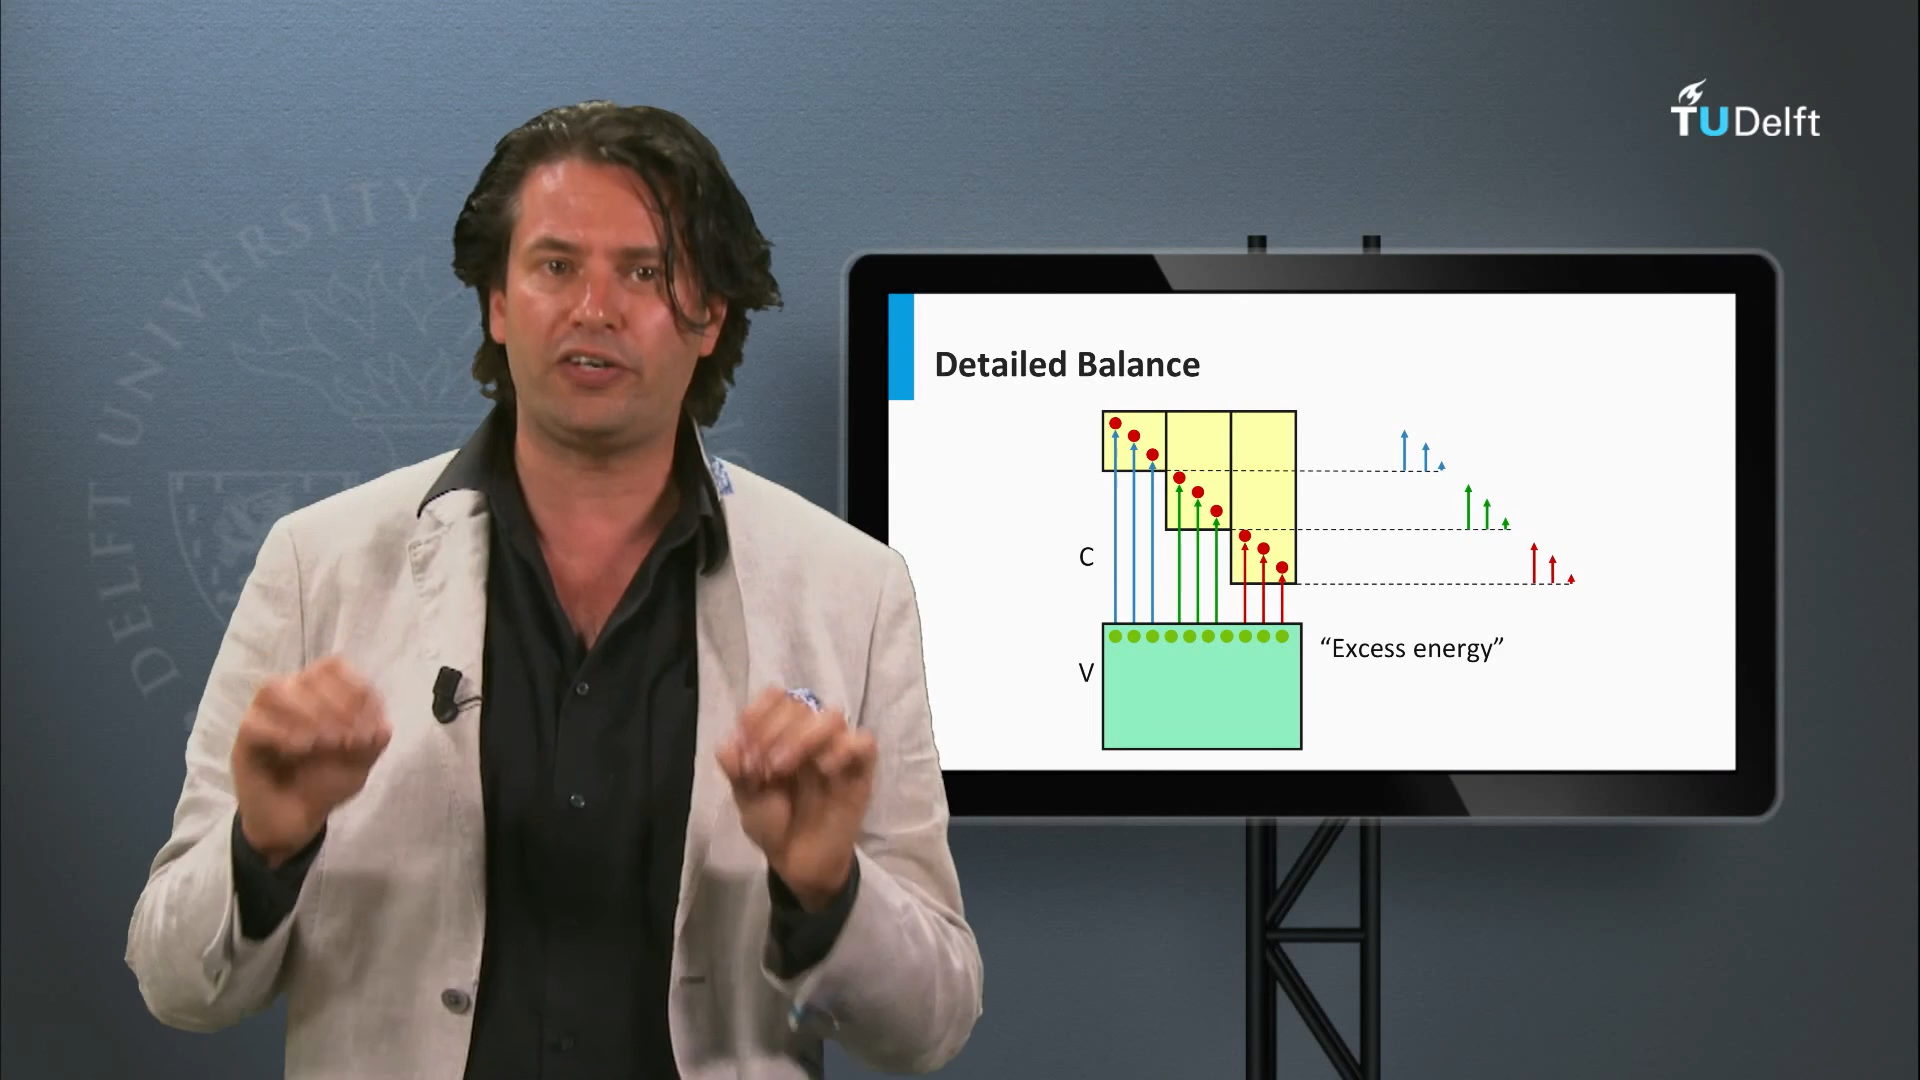 DELFT UNIVERSITY
TUDelft
Detailed Balance
C
V
“Excess energy”